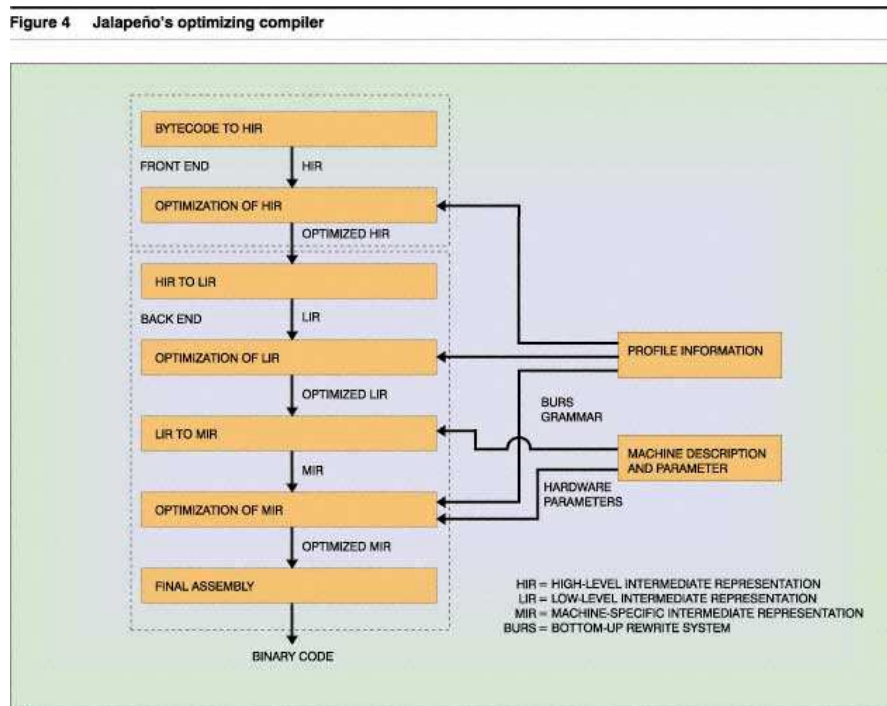 Figure 4 Jalapeño's optimizing compiler
BYTECODE TO HIR
FRONT END
HIR
OPTIMIZATION OF HIR
OPTIMIZED HIR
HIR TO LIR
BACK END
LIR
OPTIMIZATION OF LIR
OPTIMIZED LIR
LIR TO MIR
MIR
OPTIMIZATION OF MIR
OPTIMIZED MIR
FINAL ASSEMBLY
BINARY CODE
PROFILE INFORMATION
BURS
GRAMMAR
MACHINE DESCRIPTION
AND PARAMETER
HARDWARE
PARAMETERS
HIR = HIGH-LEVEL INTERMEDIATE REPRESENTATION
LIR = LOW-LEVEL INTERMEDIATE REPRESENTATION
MIR = MACHINE-SPECIFIC INTERMEDIATE REPRESENTATION
BURS = BOTTOM-UP REWRITE SYSTEM